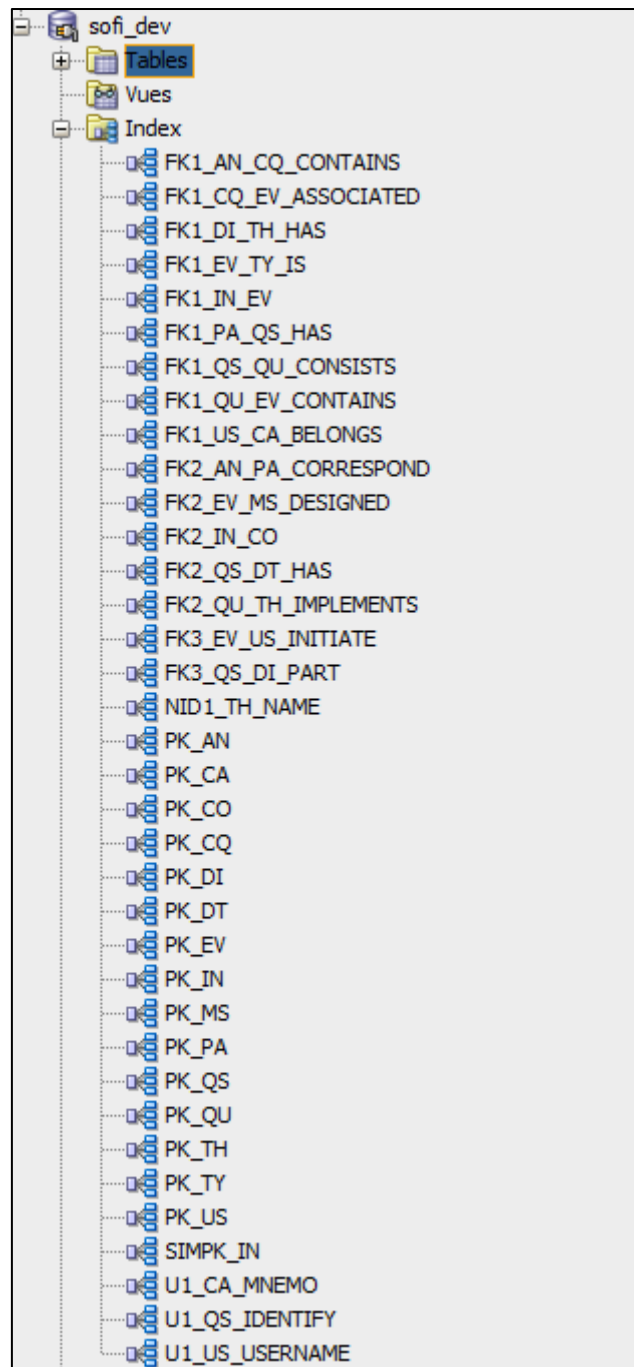 sofi_dev
Tables
Vues
Index
FK1_AN_CQ_CONTAINS
FK1_CQ_EV_ASSOCIATED
FK1_DI_TH_HAS
FK1_EV_TY_IS
FK1_IN_EV
FK1_PA_QS_HAS
FK1_QS_QU_CONSISTS
FK1_QU_EV_CONTAINS
FK1_US_CA_BELONGS
FK2_AN_PA_CORRESPOND
FK2_EV_MS_DESIGNED
FK2_IN_CO
FK2_QS_DT_HAS
FK2_QU_TH_IMPLEMENTS
FK3_EV_US_INITIATE
FK3_QS_DI_PART
NID1_TH_NAME
PK_AN
PK_CA
PK_CO
PK_CQ
PK_DI
PK_DT
PK_EV
PK_IN
PK_MS
PK_PA
PK_QS
PK_QU
PK_TH
PK_TY
PK_US
SIMPK_IN
U1_CA_MNEMO
U1_QS_IDENTIFY
U1_US_USERNAME